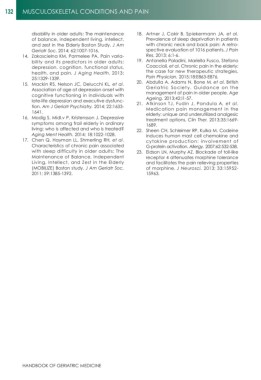 132 MUSCULOSKELETAL CONDITIONS AND PAIN
disability in older adults: The maintenance
of balance, independent living, intellect,
and zest in the Elderly Boston Study. J Am
Geriatr Soc. 2014; 62:1007-1016.
14. Zakoscielna KM, Parmelee PA. Pain variability and its predictors in older adults:
depression, cognition, functional status,
health, and pain. J Aging Health. 2013;
25:1329-1339.
15. Mackin RS, Nelson JC, Delucchi KL, et al.
Association of age at depression onset with
cognitive functioning in individuals with
late-life depression and executive dysfunction. Am J Geriatr Psychiatry. 2014; 22:1633-
1641.
16. Modig S, Midlov P, Kristensson J. Depressive
symptoms among frail elderly in ordinary
living: who is affected and who is treated?
Aging Ment Health. 2014; 18:1022-1028.
17. Chen Q, Hayman LL, Shmerling RH, et al.
Characteristics of chronic pain associated
with sleep difficulty in older adults: The
Maintenance of Balance, Independent
Living, Intellect, and Zest in the Elderly
(MOBILIZE) Boston study. J Am Geriatr Soc.
2011; 59:1385-1392.
18. Artner J, Cakir B, Spiekermann JA, et al.
Prevalence of sleep deprivation in patients
with chronic neck and back pain: A retrospective evaluation of 1016 patients. J Pain
Res. 2013; 6:1-6.
19. Antonella Paladini, Mariella Fusco, Stefano
Coaccioli, et al. Chronic pain in the elderly:
the case for new therapeutic strategies.
Pain Physician. 2015;18(5):E863-E876.
20. Abdulla A, Adams N, Bone M, et al. British
Geriatric Society. Guidance on the
management of pain in older people. Age
Ageing. 2013;42:i1-57.
21. Atkinson TJ, Fudin J, Pandula A, et al.
Medication pain management in the
elderly: unique and underutilized analgesic
treatment options. Clin Ther. 2013;35:1669-
1689.
22. Sheen CH, Schleimer RP, Kulka M. Codeine
induces human mast cell chemokine and
cytokine production: involvement of
G-protein activation. Allergy. 2007;62:532-538.
23. Eidson LN, Murphy AZ. Blockade of toll-like
receptor 4 attenuates morphine tolerance
and facilitates the pain relieving properties
of morphine. J Neurosci. 2013; 33:15952-
15963.
HANDBOOK OF GERIATRIC MEDICINE